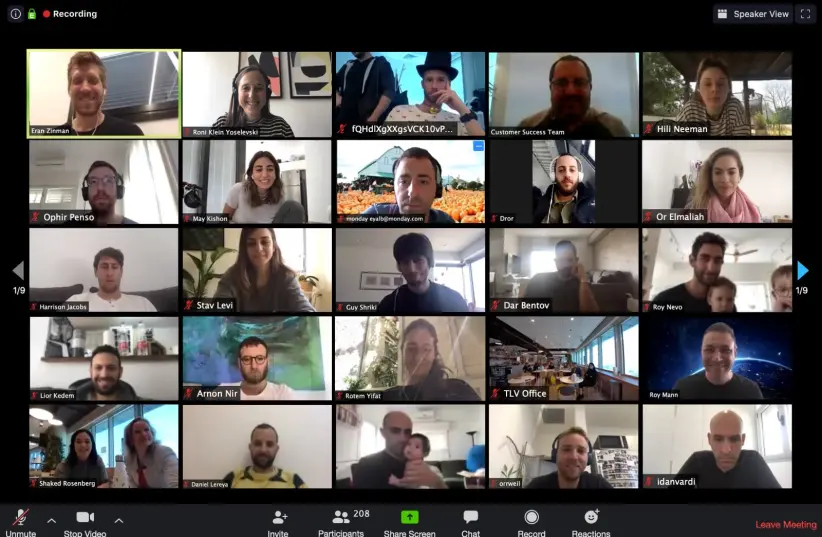 Recording
Speaker View
Eran Zinman
Roni Klein Yoselevski
fQHdlXgXXgsVCK10vP...
Customer Success Team
Hili Neeman
Ophir Penso
May Kishon
monday eyalb@monday.com
Dror
Or Elmaliah
Harrison Jacobs
Stav Levi
Guy Shriki
Dar Bentov
Roy Nevo
1/9
1/9
Lior Kedem
Arnon Nir
Rotem Yifat
TLV Office
Roy Mann
Shaked Rosenberg
Daniel Lereya
orrweil
idanvardi
208
Unmute
Stop Video
Invite
Participants
Share Screen
Chat
Record
Reactions
Leave Meeting